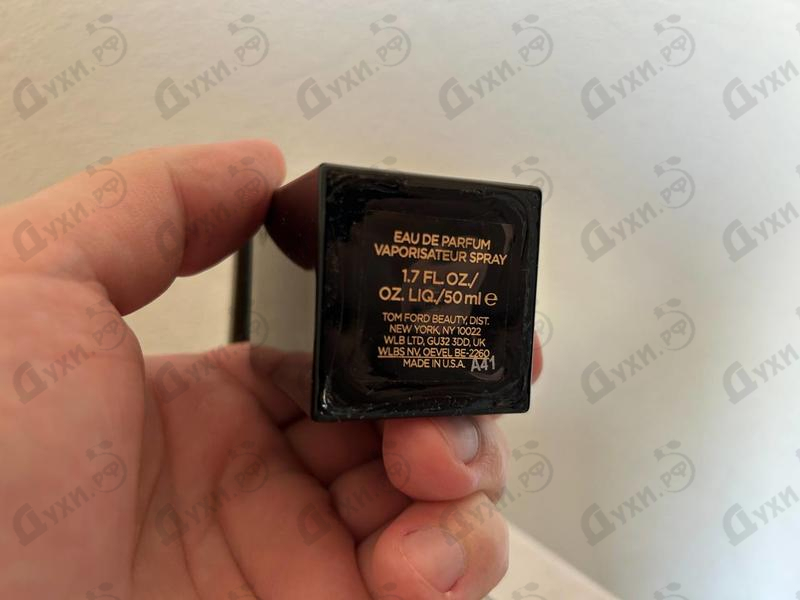 EAU DE PARFUM
VAPORISATEUR SPRAY
1.7 FL. OZ./
OZ. LIQ./50 ml ℮
TOM FORD BEAUTY, DIST.
NEW YORK, NY 10022
WLB LTD, GU32 3DD, UK
WLBS NV, OEVEL BE-2260
MADE IN U.S.A. A41
Духи.рф